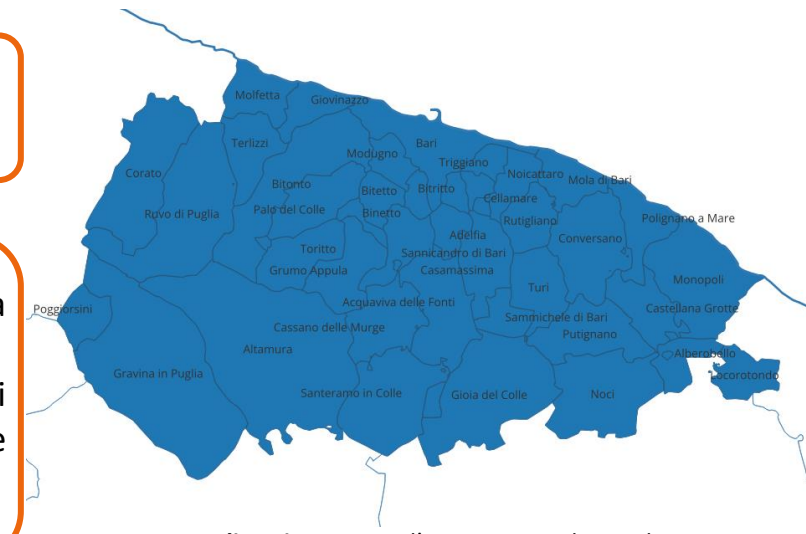 Molfetta
Giovinazzo
Terlizzi
Bari
Modugno
Triggiano
Corato
Noicattaro
Mola di Bari
Bitonto
Bitetto
Bitritto
Cellamare
Ruvo di Puglia
Palo del Colle
Binetto
Rutigliano
Polignano a Mare
Adelfia
Conversano
Toritto
Sannicandro di Bari
Grumo Appula
Casamassima
Monopoli
Turi
a
Poggiorsini
Acquaviva delle Fonti
Castellana Grotte
Sammichele di Bari
Cassano delle Murge
Putignano
Altamura
Alberobello
Gravina in Puglia
Locorotondo
i
Santeramo in Colle
Gioia del Colle
Noci
e